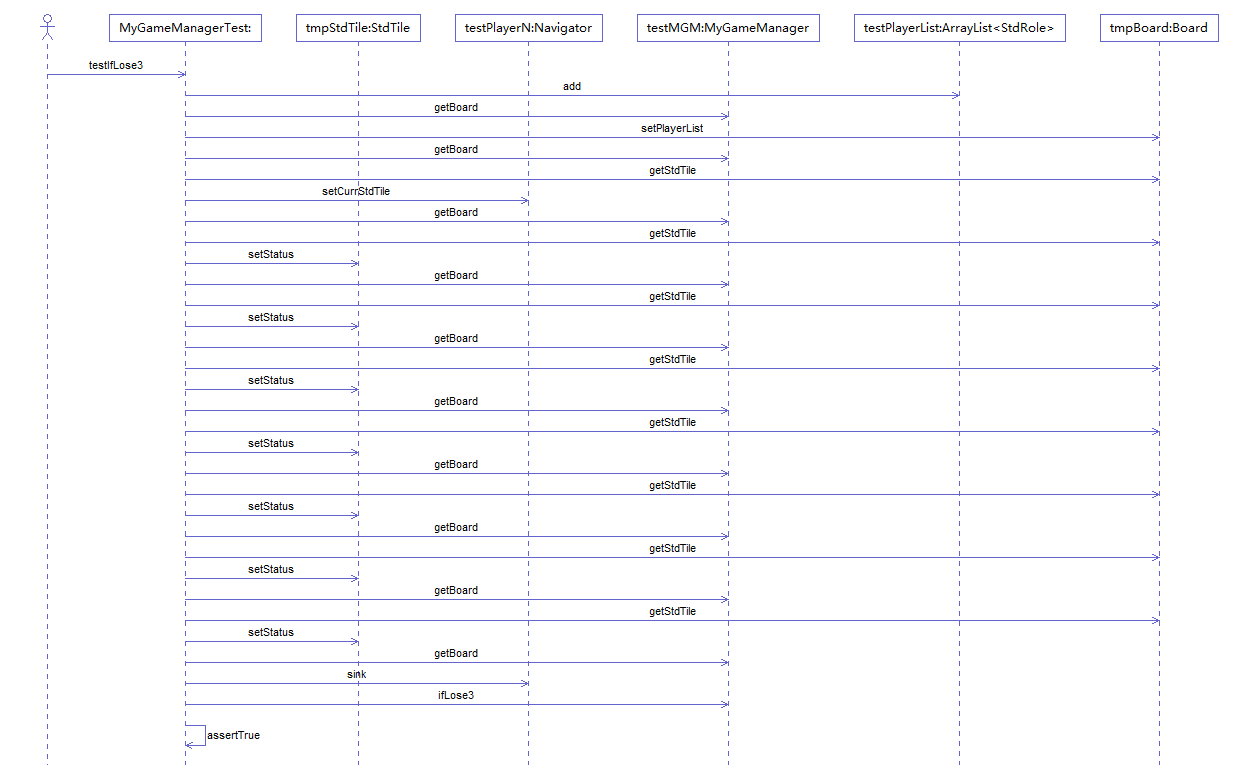 MyGameManagerTest:
tmpStdTile:StdTile
testPlayerN:Navigator
testMGM:MyGameManager
testPlayerList:ArrayList<StdRole>
tmpBoard:Board
testIfLose3
add
getBoard
setPlayerList
getBoard
getStdTile
setCurrStdTile
getBoard
getStdTile
setStatus
getBoard
getStdTile
setStatus
getBoard
getStdTile
setStatus
getBoard
getStdTile
setStatus
getBoard
getStdTile
setStatus
getBoard
getStdTile
setStatus
getBoard
getStdTile
setStatus
getBoard
sink
ifLose3
assertTrue